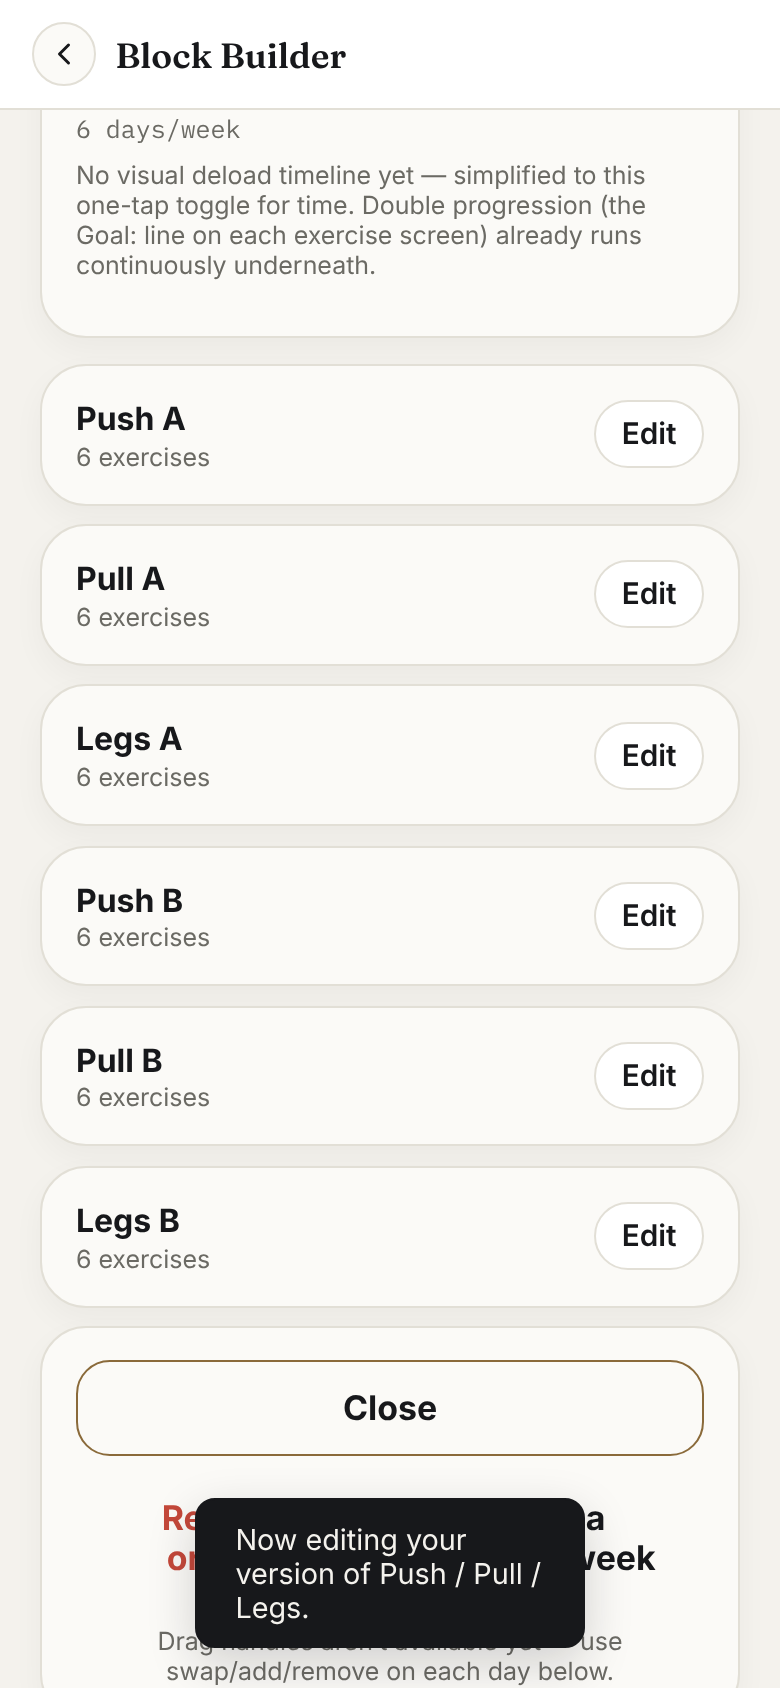 Block Builder
6 days/week
No visual deload timeline yet — simplified to this
one-tap toggle for time. Double progression (the
Goal: line on each exercise screen) already runs
continuously underneath.
Push A
6 exercises
Edit
Pull A
6 exercises
Edit
Legs A
6 exercises
Edit
Push B
6 exercises
Edit
Pull B
6 exercises
Edit
Legs B
6 exercises
Edit
Close
a
Now editing your
version of Push / Pull /
Legs.
Drag use
swap/add/remove on each day below.